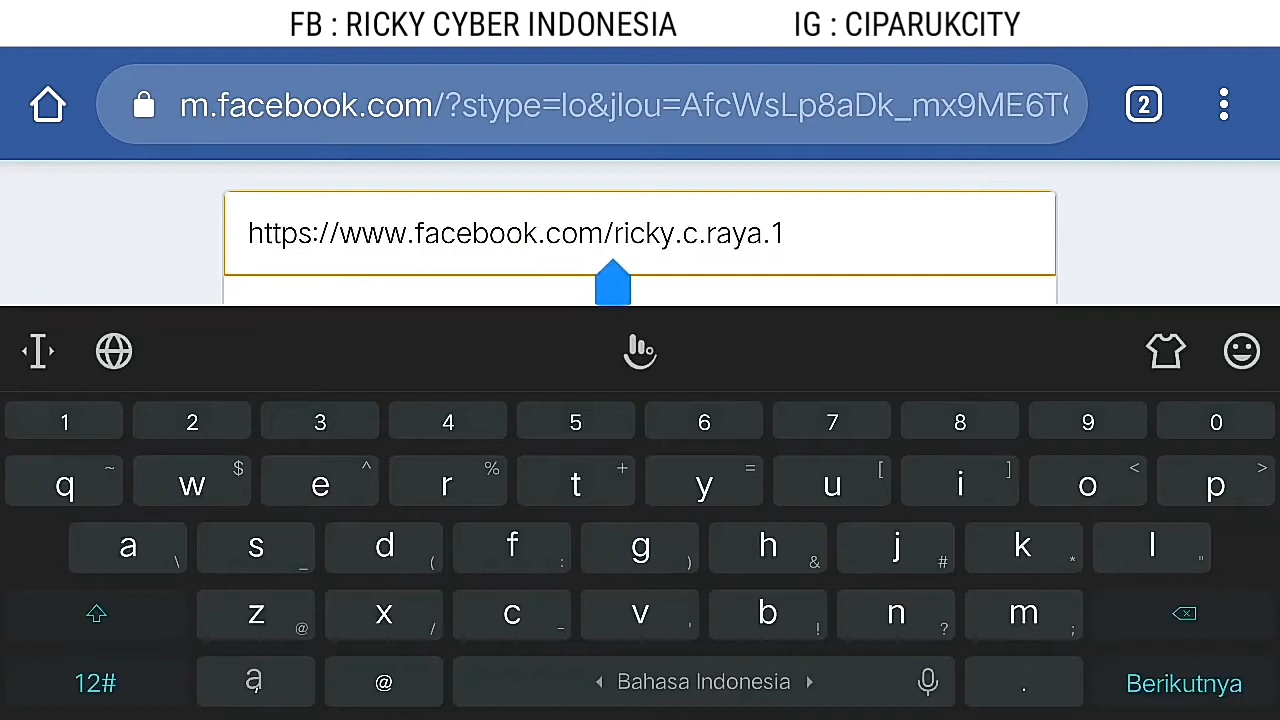 FB : RICKY CYBER INDONESIA IG : CIPARUKCITY
m.facebook.com/?stype=lo&jlou=AfcWsLp8aDk_mx9ME6T 2
https://www.facebook.com/ricky.c.raya.1
1 2 3 4 5 6 7 8 9 0
q ~ w $ e ^ r % t + y = u [ i ] o < p >
a \ s _ d ( f : g ) h & j # k * l "
z @ x / c - v ' b ! n ? m ;
12# @ Bahasa Indonesia . Berikutnya